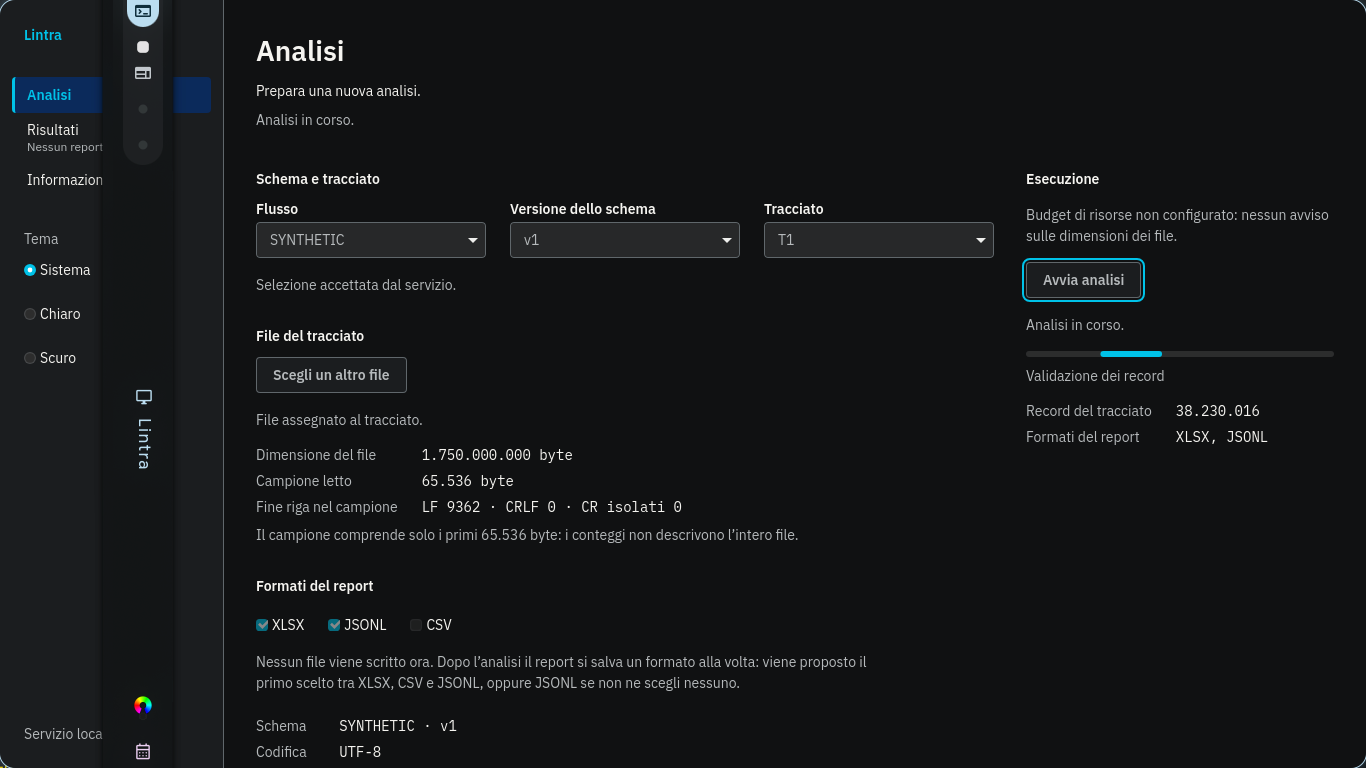 Lintra
Analisi
Risultati
Nessun report
Informazion
Tema
Sistema
Chiaro
Scuro
Servizio loca
Lintra
Analisi
Prepara una nuova analisi.
Analisi in corso.
Schema e tracciato
Flusso
Versione dello schema
Tracciato
SYNTHETIC
v1
T1
Selezione accettata dal servizio.
File del tracciato
Scegli un altro file
File assegnato al tracciato.
Dimensione del file 1.750.000.000 byte
Campione letto 65.536 byte
Fine riga nel campione LF 9362 · CRLF 0 · CR isolati 0
Il campione comprende solo i primi 65.536 byte: i conteggi non descrivono l’intero file.
Formati del report
XLSX JSONL CSV
Nessun file viene scritto ora. Dopo l’analisi il report si salva un formato alla volta: viene proposto il
primo scelto tra XLSX, CSV e JSONL, oppure JSONL se non ne scegli nessuno.
Schema SYNTHETIC · v1
Codifica UTF-8
Esecuzione
Budget di risorse non configurato: nessun avviso
sulle dimensioni dei file.
Avvia analisi
Analisi in corso.
Validazione dei record
Record del tracciato 38.230.016
Formati del report XLSX, JSONL